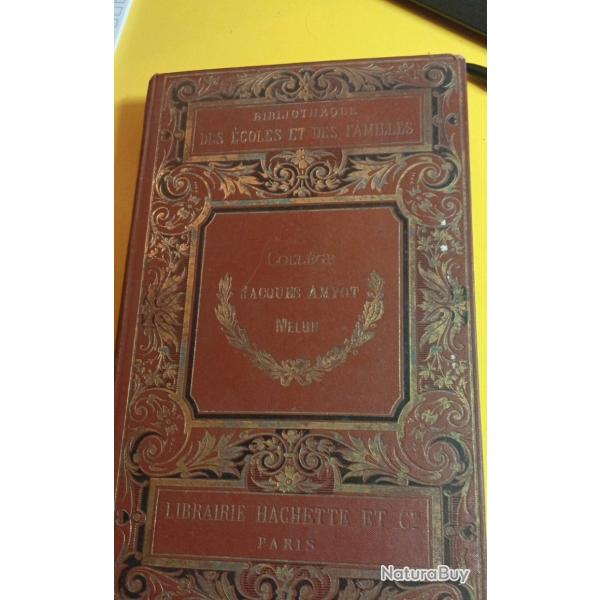 BIBLIOTHÈQUE
DES ÉCOLES ET DES FAMILLES
COLLÈGE
JACQUES AMYOT
MELUN
LIBRAIRIE HACHETTE ET Cie
PARIS
NaturaBuy